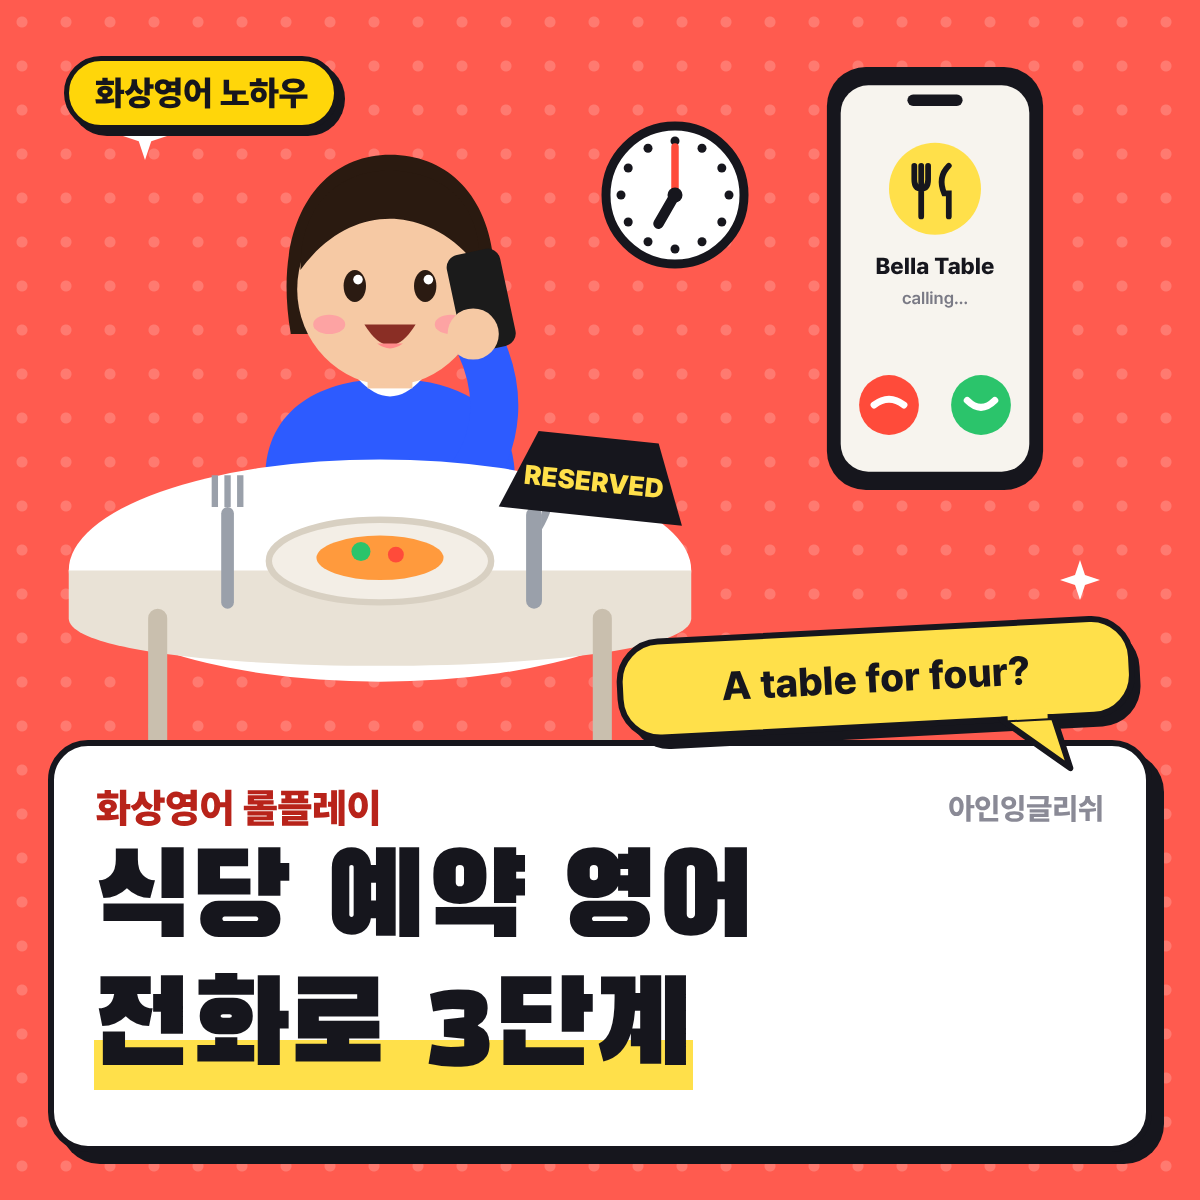 화상영어 노하우
Bella Table
calling...
RESERVED
A table for four?
화상영어 롤플레이
아인잉글리쉬
식당 예약 영어
전화로 3단계